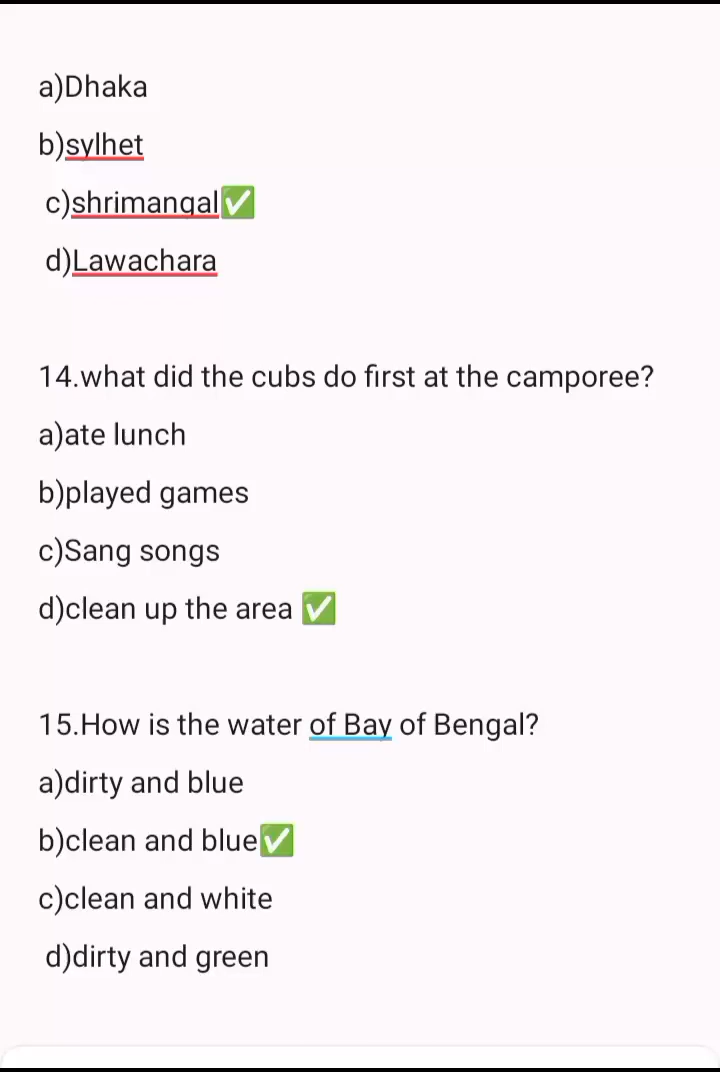 a)Dhaka
b)sylhet
c)shrimangal✅
d)Lawachara
14.what did the cubs do first at the camporee?
a)ate lunch
b)played games
c)Sang songs
d)clean up the area ✅
15.How is the water of Bay of Bengal?
a)dirty and blue
b)clean and blue✅
c)clean and white
d)dirty and green